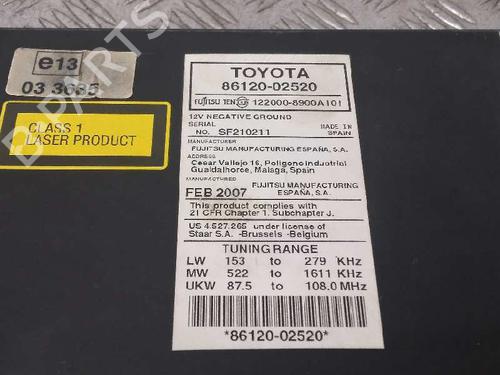 e13
03 3685
CLASS 1
LASER PRODUCT
TOYOTA
86120-02520
FUJITSU TEN 122000-8900A101
12V NEGATIVE GROUND
SERIAL
NO. SF210211
MADE IN
SPAIN
MANUFACTURER
FUJITSU MANUFACTURING ESPAÑA, S.A.
ADDRESS
Cesar Vallejo 16, Poligono Industrial
Guadalhorce, Malaga, Spain
MANUFACTURED
FEB 2007
FUJITSU MANUFACTURING
ESPAÑA, S.A.
This product complies with
21 CFR Chapter 1. Subchapter J.
US 4.527.265 under license of
Staar S.A. -Brussels -Belgium
TUNING RANGE
LW 153 to 279 KHz
MW 522 to 1611 KHz
UKW 87.5 to 108.0 MHz
*86120-02520*
B-PARTS